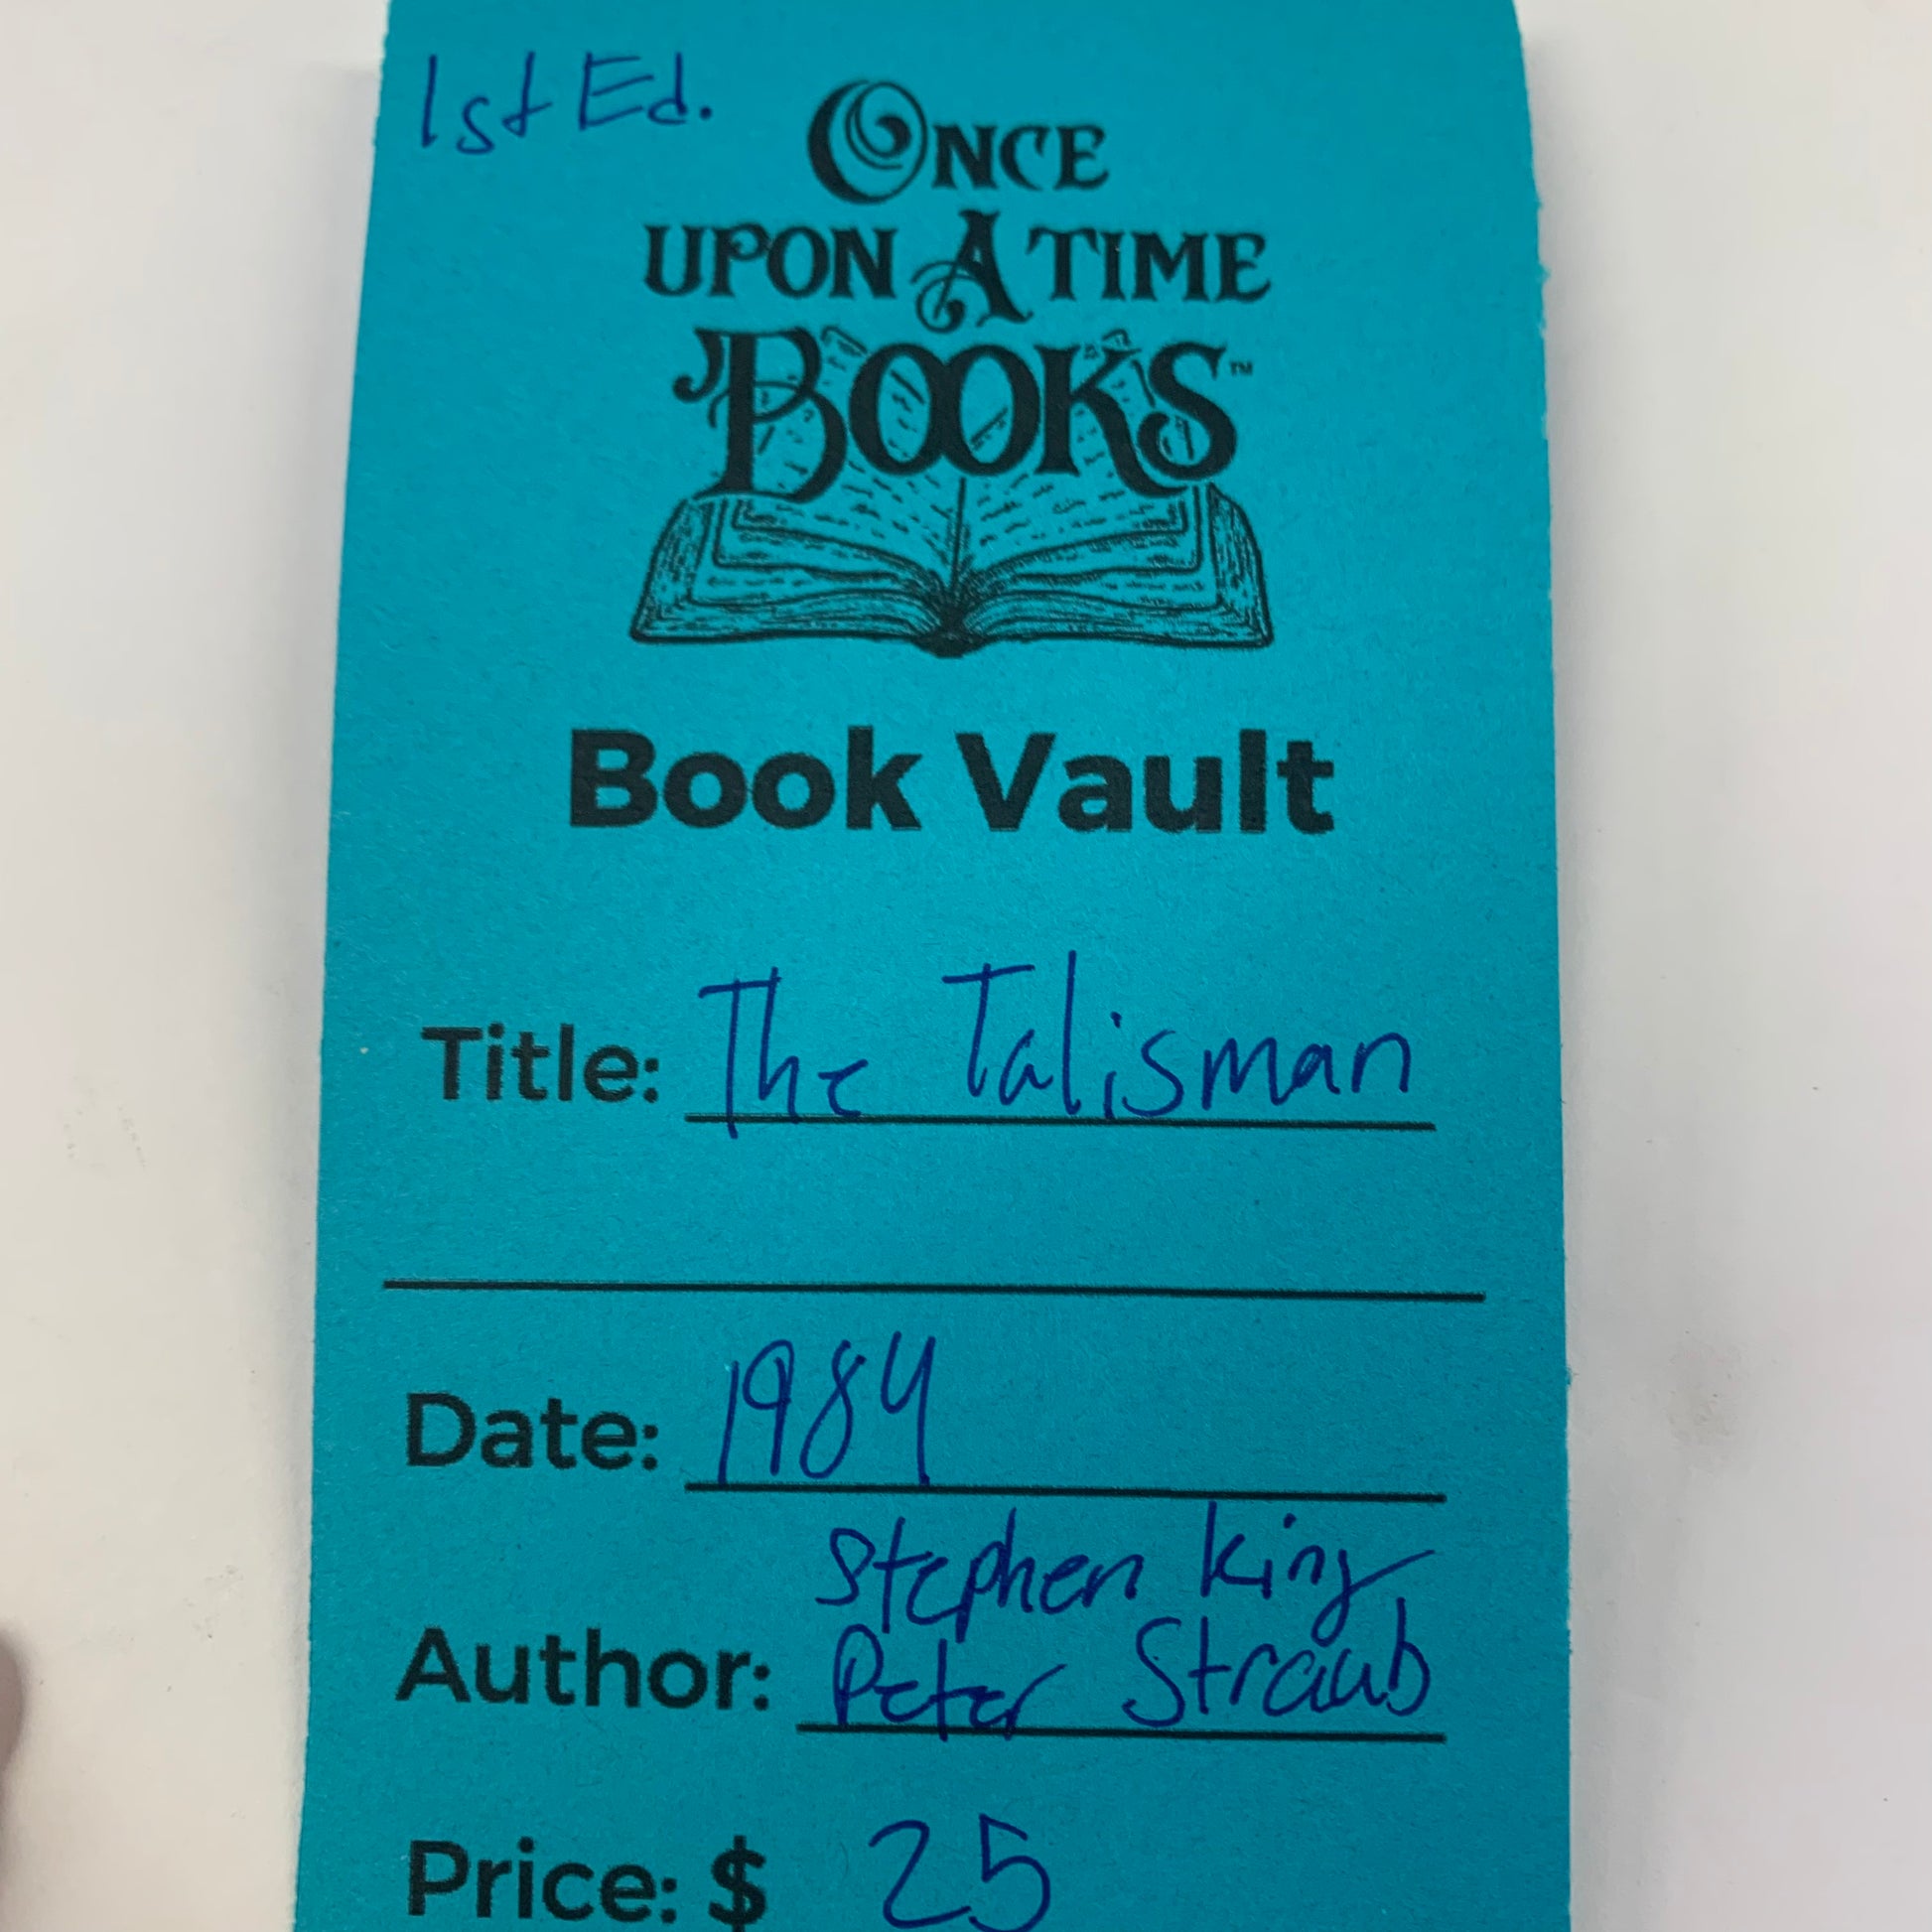 1st Ed.
ONCE
UPON A TIME
BOOKS™
Book Vault
Title: The Talisman
Date: 1984
Stephen King
Author: Peter Straub
Price: $ 25